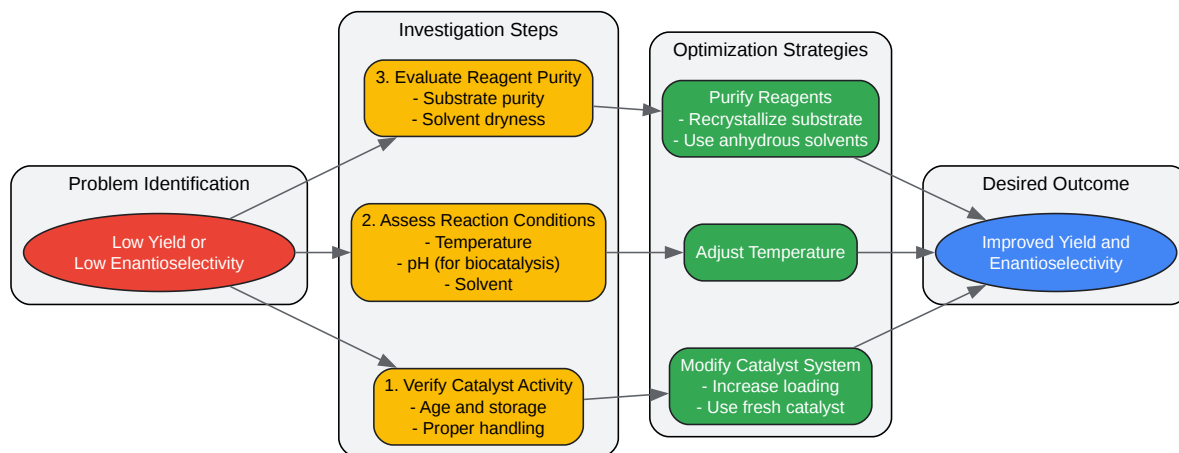 Problem Identification
Low Yield or
Low Enantioselectivity
Investigation Steps
3. Evaluate Reagent Purity
- Substrate purity
- Solvent dryness
2. Assess Reaction Conditions
- Temperature
- pH (for biocatalysis)
- Solvent
1. Verify Catalyst Activity
- Age and storage
- Proper handling
Optimization Strategies
Purify Reagents
- Recrystallize substrate
- Use anhydrous solvents
Adjust Temperature
Modify Catalyst System
- Increase loading
- Use fresh catalyst
Desired Outcome
Improved Yield and
Enantioselectivity